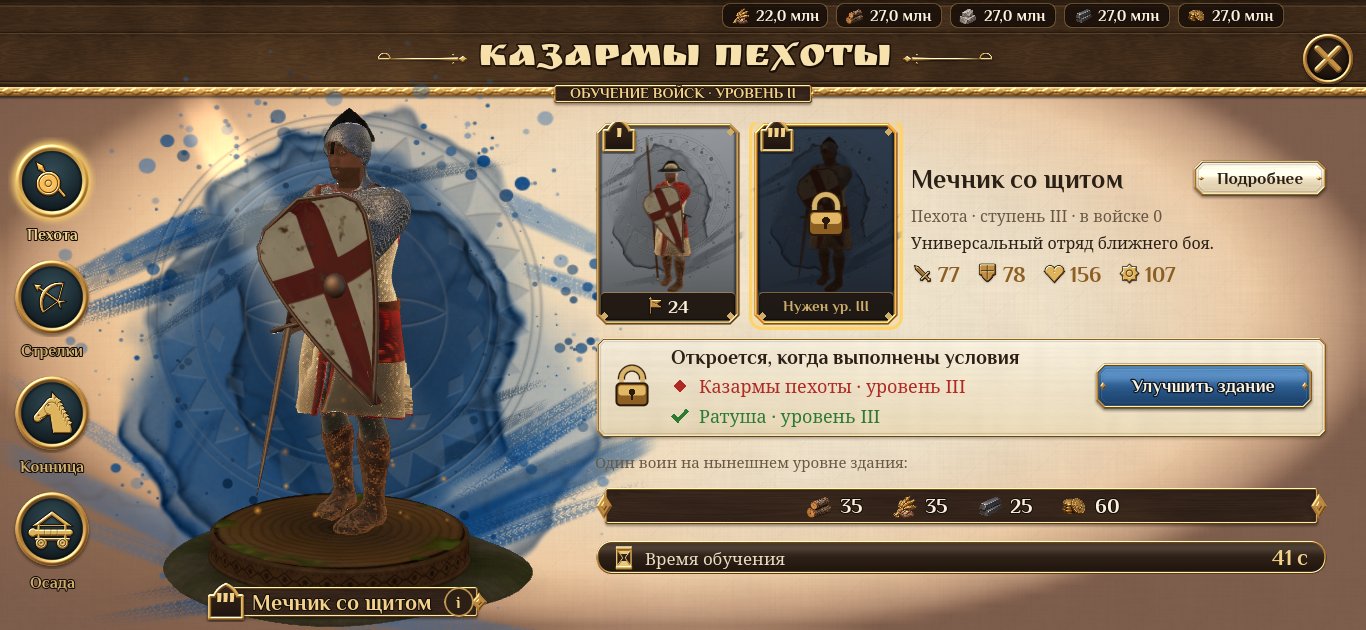 22,0 млн 27,0 млн 27,0 млн 27,0 млн 27,0 млн
КАЗАРМЫ ПЕХОТЫ
ОБУЧЕНИЕ ВОЙСК · УРОВЕНЬ II
Пехота
Стрелки
Конница
Осада
I
24
III
Нужен ур. III
Мечник со щитом
Подробнее
Пехота · ступень III · в войске 0
Универсальный отряд ближнего боя.
77 78 156 107
Откроется, когда выполнены условия
Казармы пехоты · уровень III
Ратуша · уровень III
Улучшить здание
Один воин на нынешнем уровне здания:
35 35 25 60
Время обучения 41 с
III Мечник со щитом i